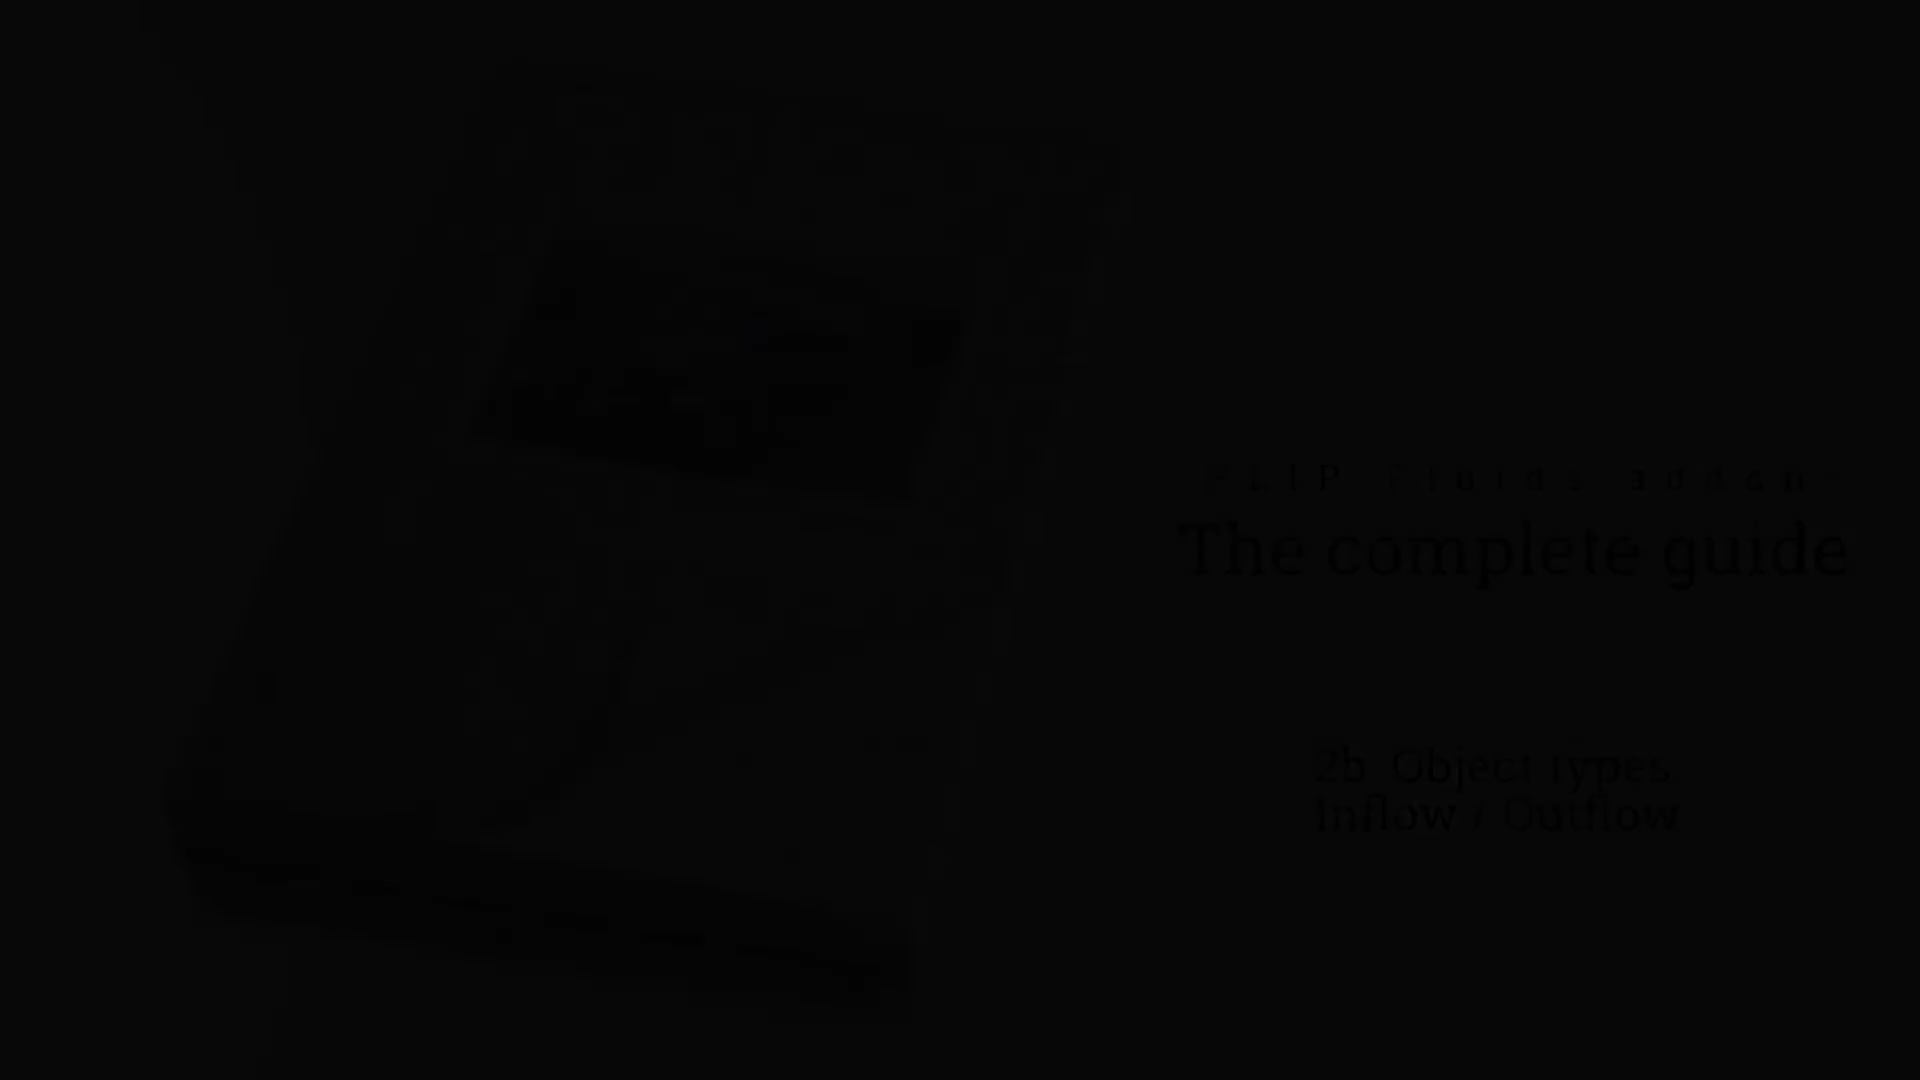 FLIP Fluids addon
The complete guide
2b Object types
Inflow / Outflow